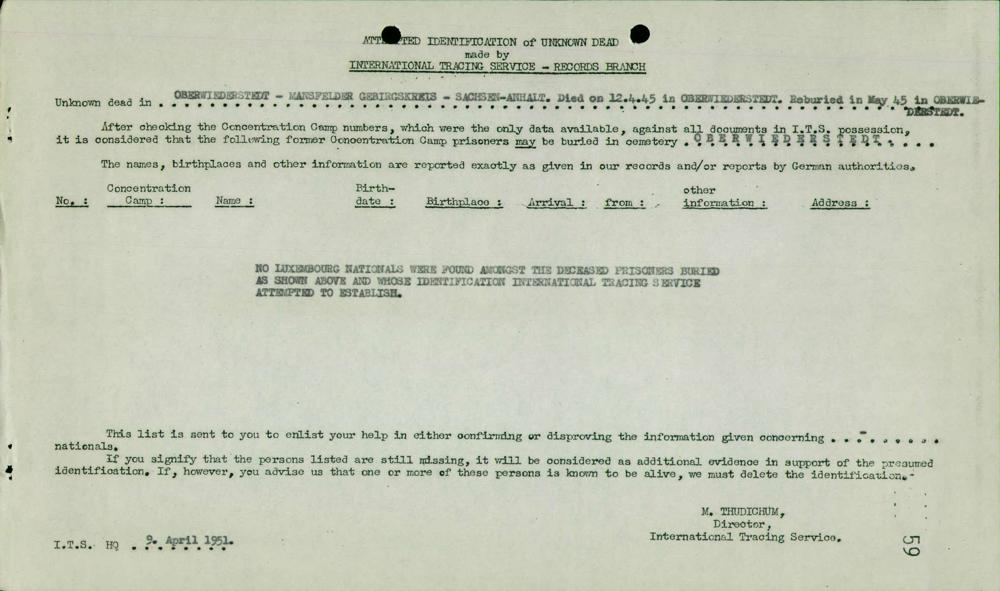 ATT TED IDENTIFICATION of UNKNOWN DEAD
made by
INTERNATIONAL TRACING SERVICE - RECORDS BRANCH
Unknown dead in . OBERWIEDERSTEDT - MANSFELDER GEBIRGSKREIS - SACHSEN-ANHALT. Died on 12.4.45 in OBERWIEDERSTEDT. Reburied in May 45 in OBERWIE-
DERSTEDT.
After checking the Concentration Camp numbers, which were the only data available, against all documents in I.T.S. possession,
it is considered that the following former Concentration Camp prisoners may be buried in cemetery . OBERWIEDERSTEDT. . . . .
The names, birthplaces and other information are reported exactly as given in our records and/or reports by German authorities.
No. : Concentration Camp : Name : Birth-date : Birthplace : Arrival : from : other information : Address :
NO LUXEMBOURG NATIONALS WERE FOUND AMONGST THE DECEASED PRISONERS BURIED
AS SHOWN ABOVE AND WHOSE IDENTIFICATION INTERNATIONAL TRACING SERVICE
ATTEMPTED TO ESTABLISH.
This list is sent to you to enlist your help in either confirming or disproving the information given concerning . . - . . . . .
nationals.
If you signify that the persons listed are still missing, it will be considered as additional evidence in support of the presumed
identification. If, however, you advise us that one or more of these persons is known to be alive, we must delete the identification.-
M. THUDICHUM,
Director,
International Tracing Service.
I.T.S. HQ . 9. April 1951.
59